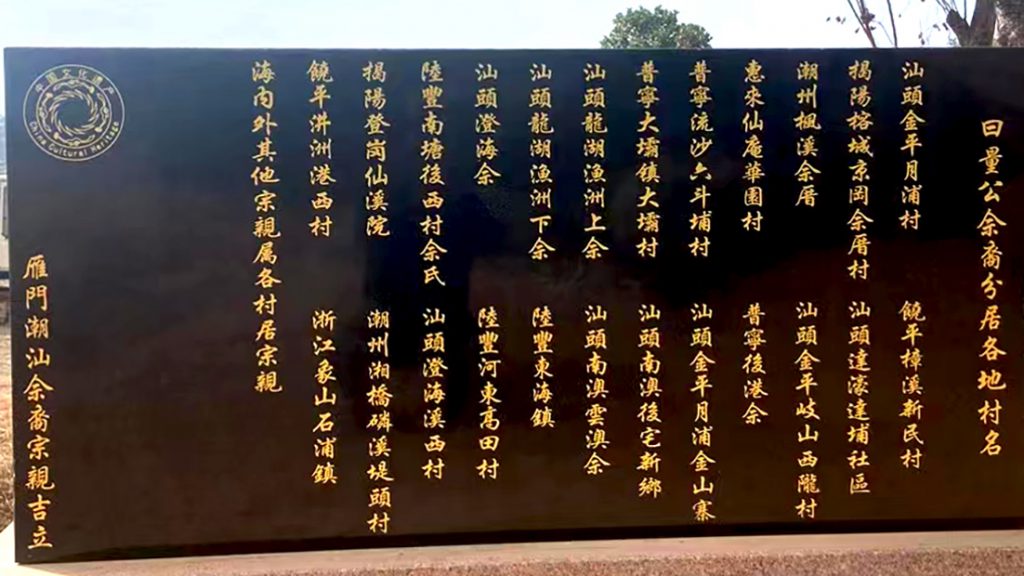 日量公余裔分居各地村名
汕頭金平月浦村 饒平樟溪新民村
揭陽榕城京岡余厝村 汕頭達濠達埔社區
潮州楓溪余厝 汕頭金平岐山西隴村
惠來仙庵華園村 普寧後港余
普寧流沙六斗埔村 汕頭金平月浦金山寨
普寧大壩鎮大壩村 汕頭南澳後宅新鄉
汕頭龍湖漁洲上余 汕頭南澳雲澳余
汕頭龍湖漁洲下余 陸豐東海鎮
汕頭澄海余 陸豐河東高田村
陸豐南塘後西村余氏 汕頭澄海溪西村
揭陽登崗仙溪院 潮州湘橋磷溪堤頭村
饒平汫洲港西村 浙江象山石浦鎮
海內外其他宗親属各村居宗親
雁門潮汕余裔宗親吉立
中国文化遗产
China Cultural Heritage